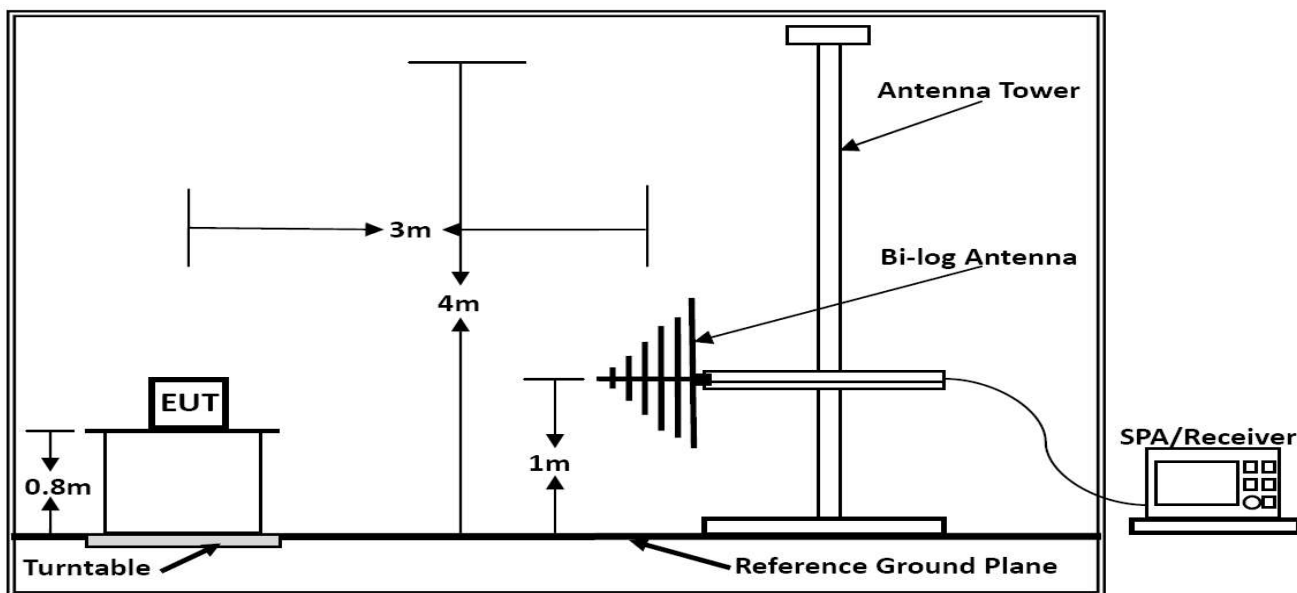 Antenna Tower
3m
Bi-log Antenna
4m
EUT
SPA/Receiver
1m
0.8m
Turntable
Reference Ground Plane